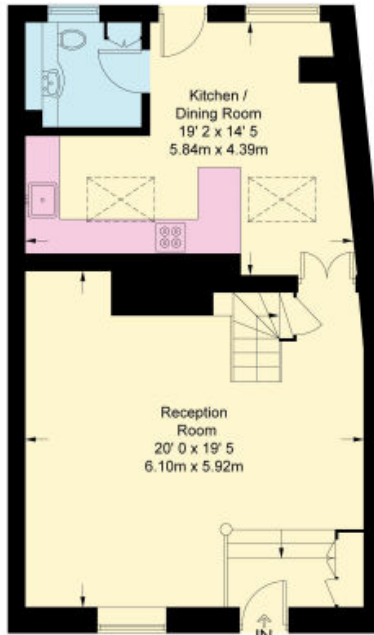 Kitchen /
Dining Room
19' 2 x 14' 5
5.84m x 4.39m
Reception
Room
20' 0 x 19' 5
6.10m x 5.92m
IN